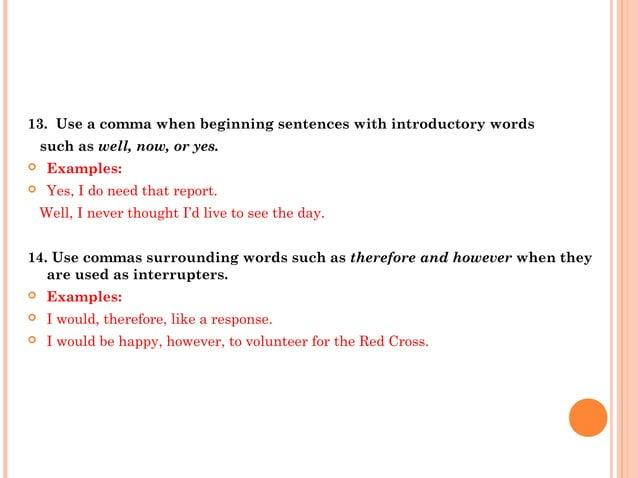 13. Use a comma when beginning sentences with introductory words
such as well, now, or yes.
Examples:
Yes, I do need that report.
Well, I never thought I’d live to see the day.
14. Use commas surrounding words such as therefore and however when they
are used as interrupters.
Examples:
I would, therefore, like a response.
I would be happy, however, to volunteer for the Red Cross.